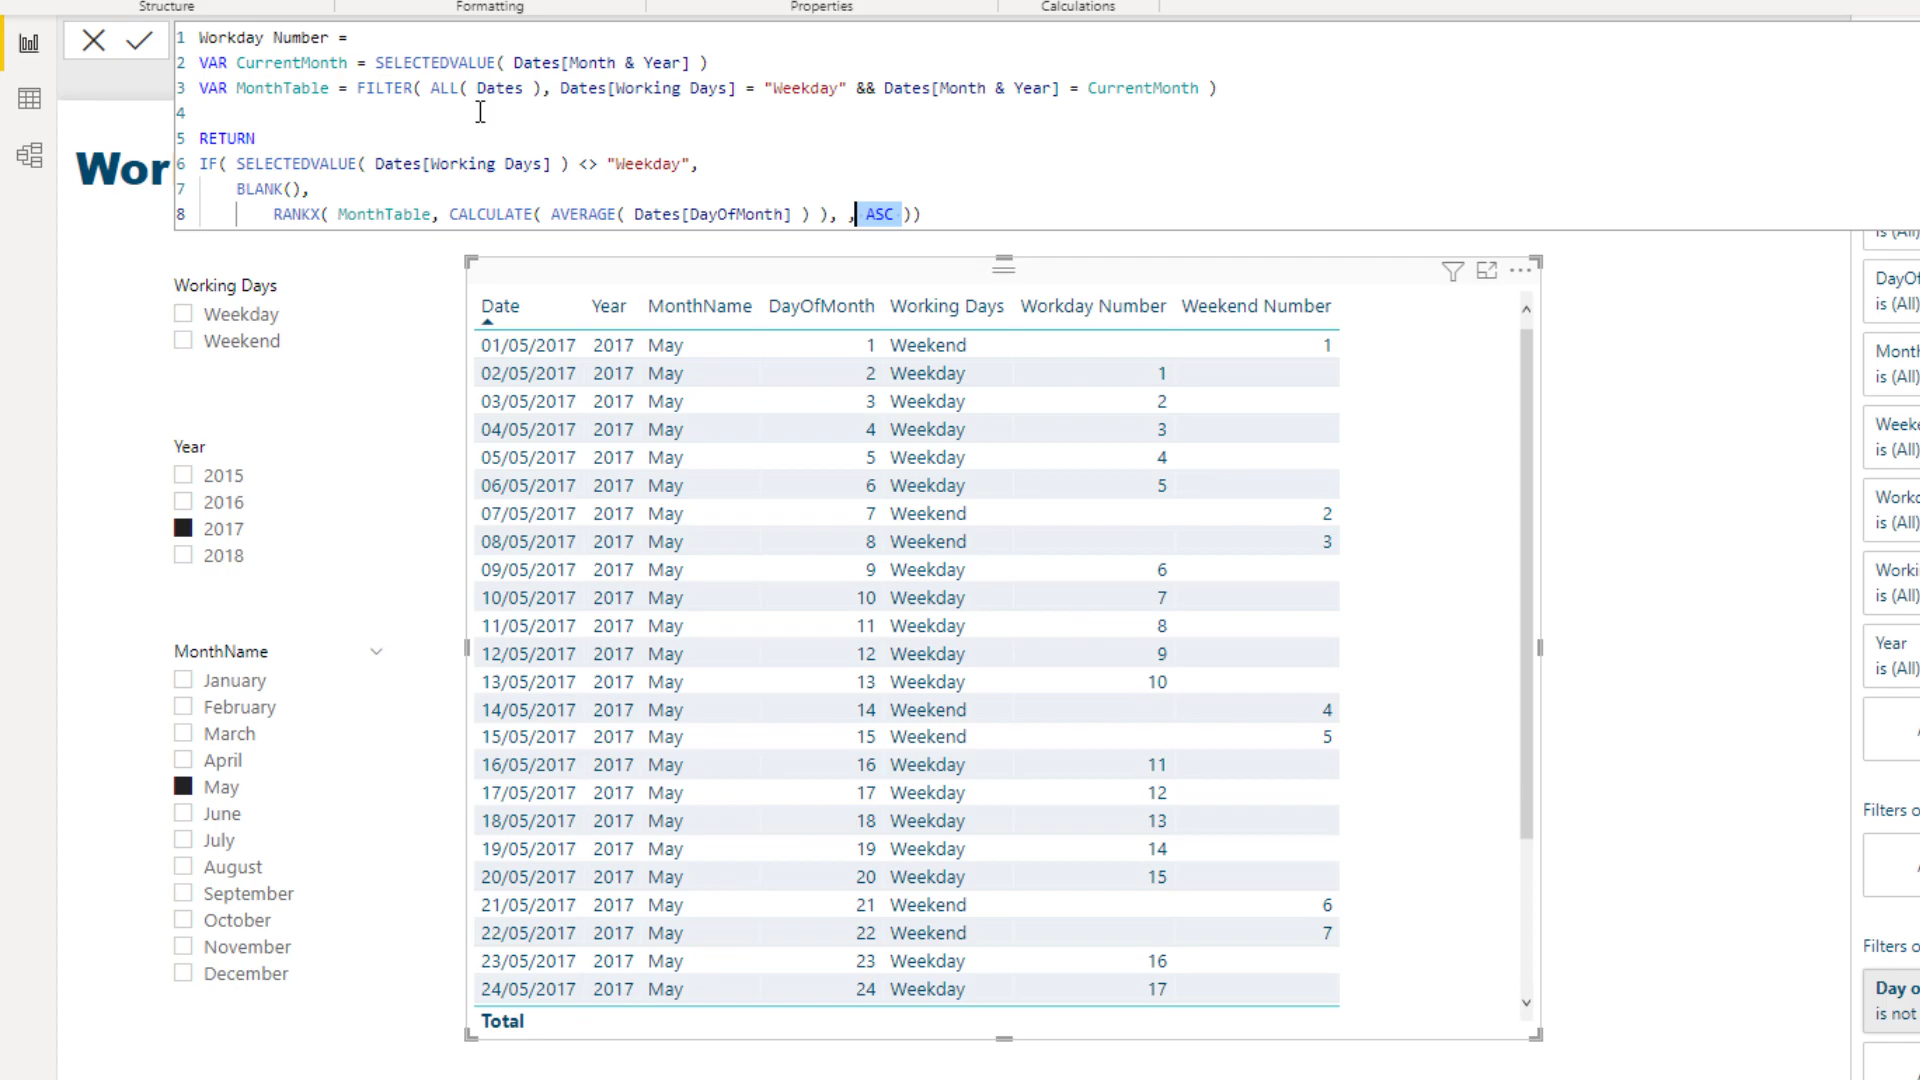 Structure Formatting Properties Calculations
1 Workday Number =
2 VAR CurrentMonth = SELECTEDVALUE( Dates[Month & Year] )
3 VAR MonthTable = FILTER( ALL( Dates ), Dates[Working Days] = "Weekday" && Dates[Month & Year] = CurrentMonth )
4
5 RETURN
6 IF( SELECTEDVALUE( Dates[Working Days] ) <> "Weekday",
7 BLANK(),
8 RANKX( MonthTable, CALCULATE( AVERAGE( Dates[DayOfMonth] ) ), , ASC ))
Wor
Working Days
Weekday
Weekend
Year
2015
2016
2017
2018
MonthName
January
February
March
April
May
June
July
August
September
October
November
December
Date Year MonthName DayOfMonth Working Days Workday Number Weekend Number
01/05/2017 2017 May 1 Weekend 1
02/05/2017 2017 May 2 Weekday 1
03/05/2017 2017 May 3 Weekday 2
04/05/2017 2017 May 4 Weekday 3
05/05/2017 2017 May 5 Weekday 4
06/05/2017 2017 May 6 Weekday 5
07/05/2017 2017 May 7 Weekend 2
08/05/2017 2017 May 8 Weekend 3
09/05/2017 2017 May 9 Weekday 6
10/05/2017 2017 May 10 Weekday 7
11/05/2017 2017 May 11 Weekday 8
12/05/2017 2017 May 12 Weekday 9
13/05/2017 2017 May 13 Weekday 10
14/05/2017 2017 May 14 Weekend 4
15/05/2017 2017 May 15 Weekend 5
16/05/2017 2017 May 16 Weekday 11
17/05/2017 2017 May 17 Weekday 12
18/05/2017 2017 May 18 Weekday 13
19/05/2017 2017 May 19 Weekday 14
20/05/2017 2017 May 20 Weekday 15
21/05/2017 2017 May 21 Weekend 6
22/05/2017 2017 May 22 Weekend 7
23/05/2017 2017 May 23 Weekday 16
24/05/2017 2017 May 24 Weekday 17
Total
is (All)
DayOf
is (All)
Month
is (All)
Weeke
is (All)
Workd
is (All)
Workin
is (All)
Year
is (All)
Filters o
Filters o
Day o
is not